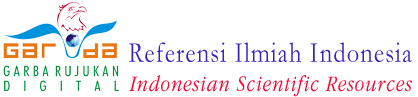 GARUDA
GARBA RUJUKAN
DIGITAL
Referensi Ilmiah Indonesia
Indonesian Scientific Resources